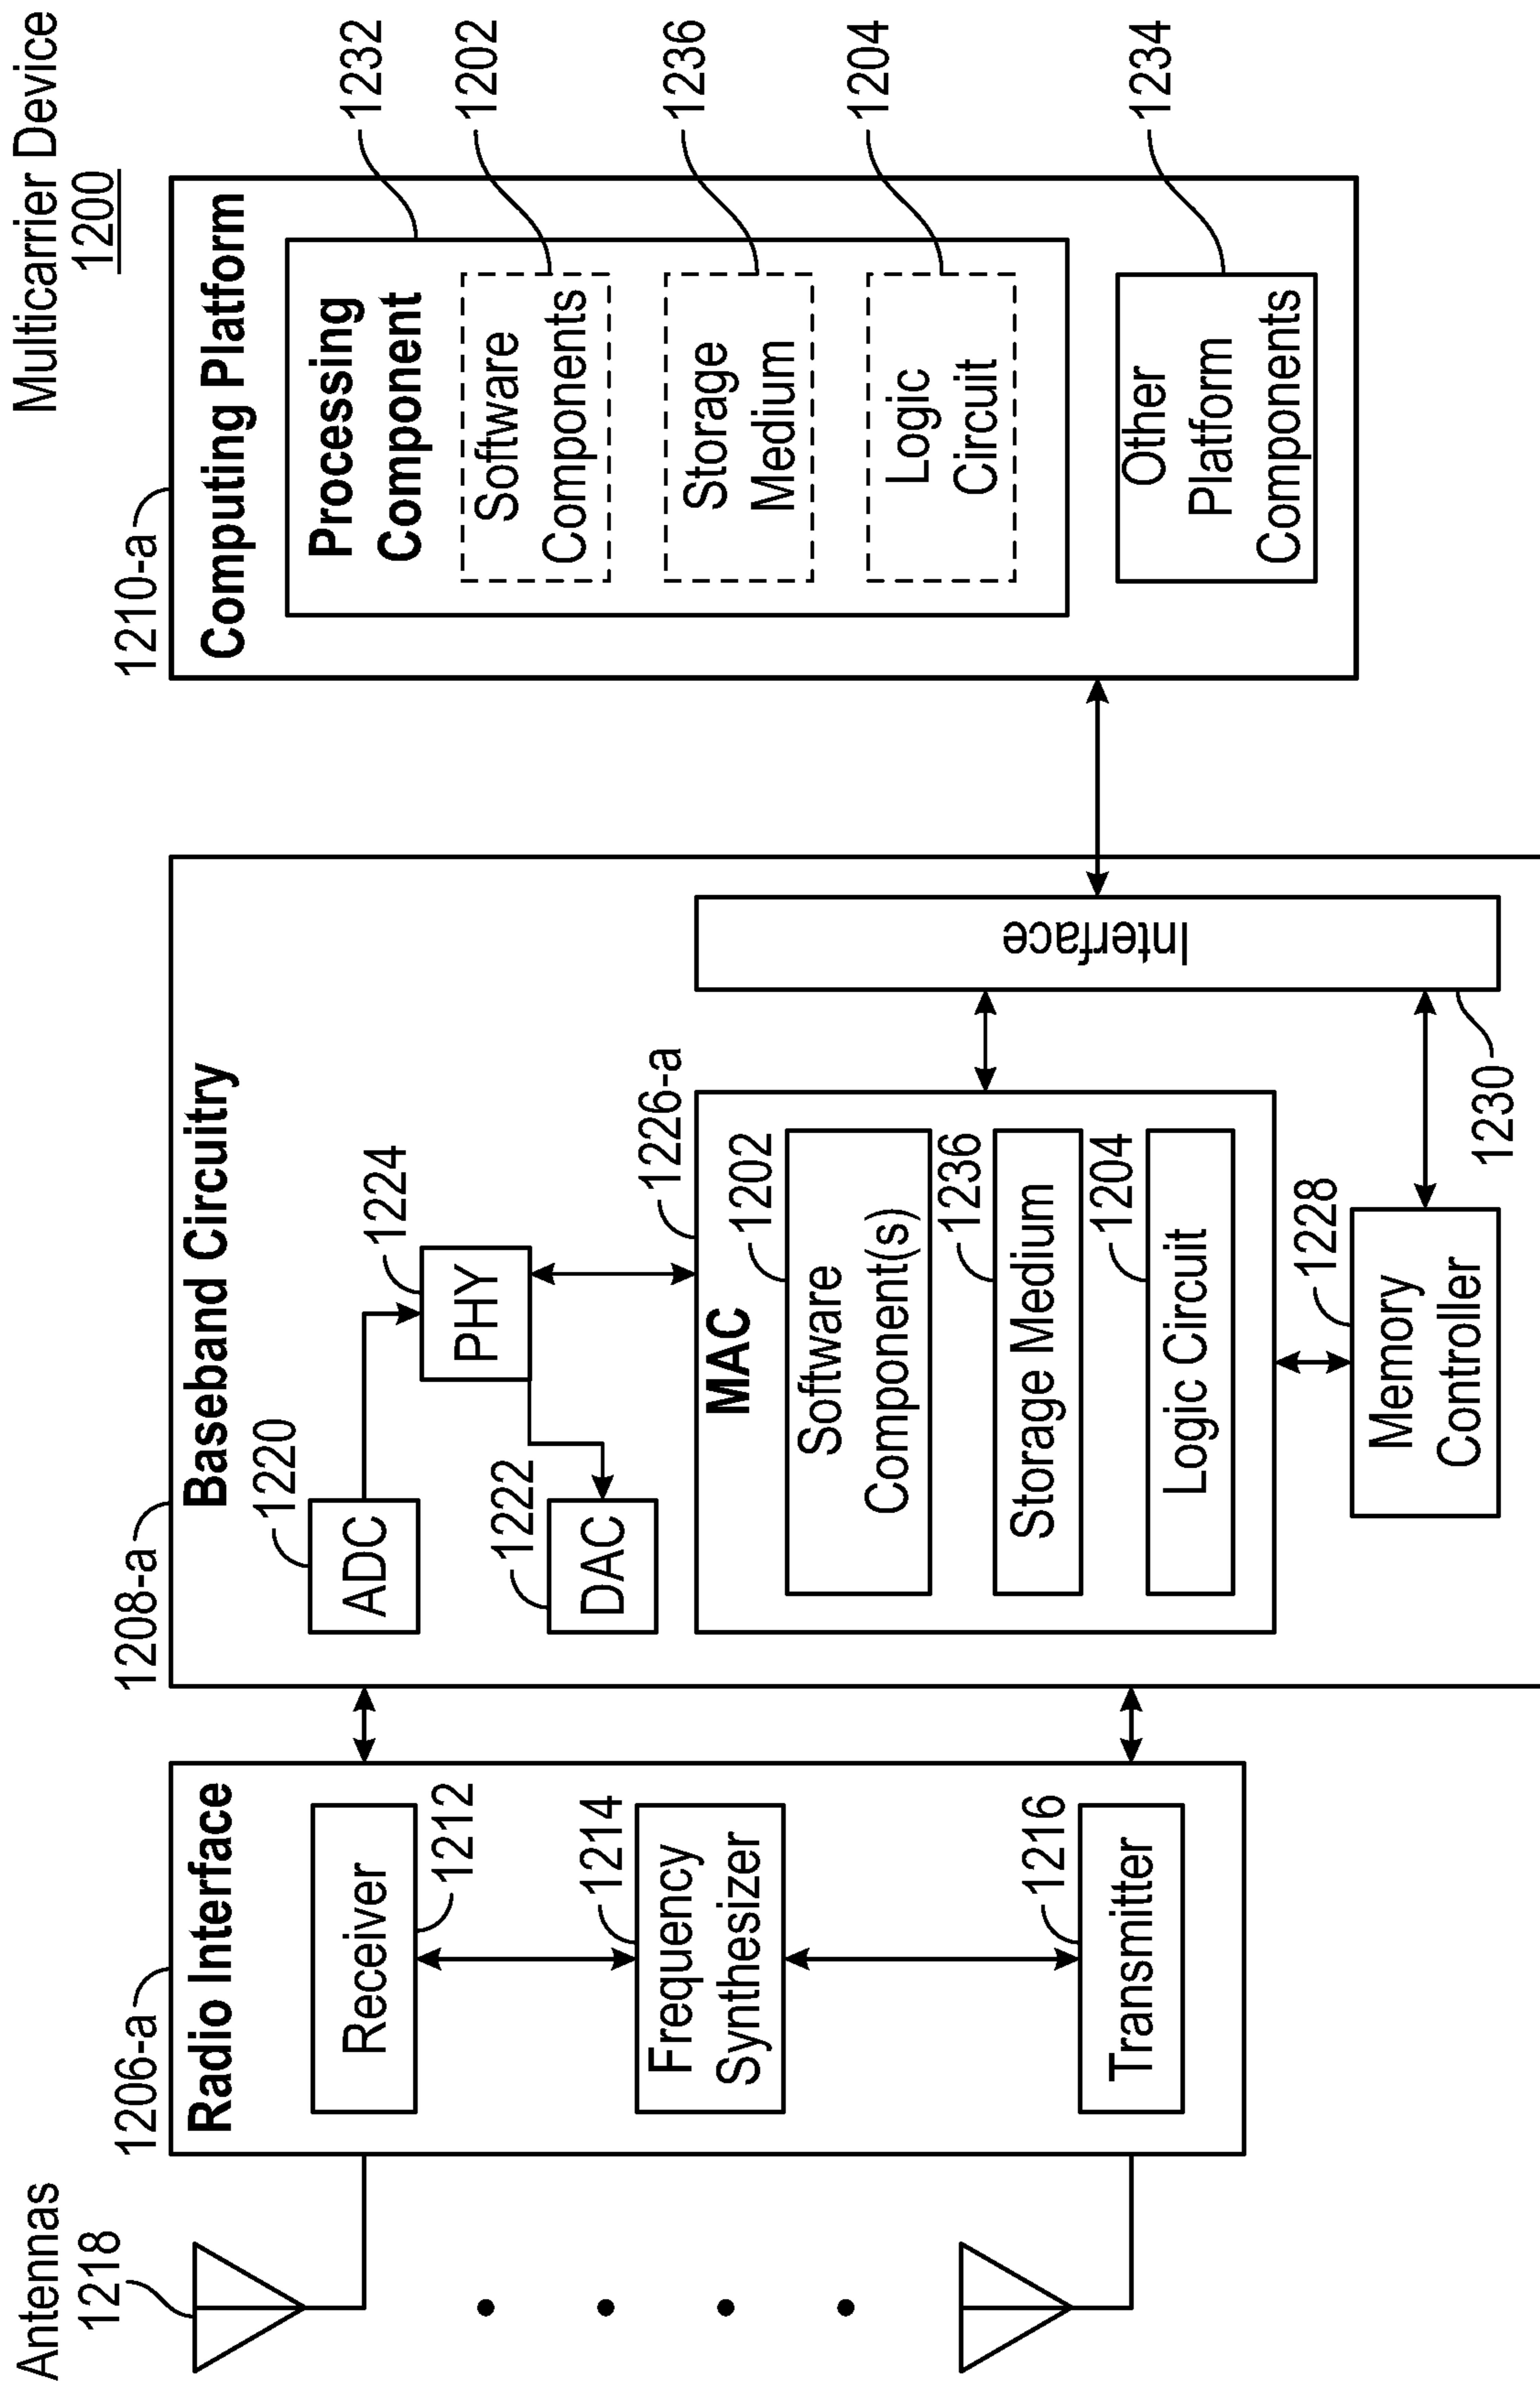 Multicarrier Device
1200
Antennas
1218
1206-a
Radio Interface
Receiver
1212
1214
Frequency
Synthesizer
1216
Transmitter
1208-a
Baseband Circuitry
1220
ADC
1224
PHY
1222
DAC
1226-a
MAC
1202
Software
Component(s)
1236
Storage Medium
1204
Logic Circuit
1228
Memory
Controller
Interface
1230
1210-a
Computing Platform
1232
Processing
Component
1202
Software
Components
1236
Storage
Medium
1204
Logic
Circuit
1234
Other
Platform
Components